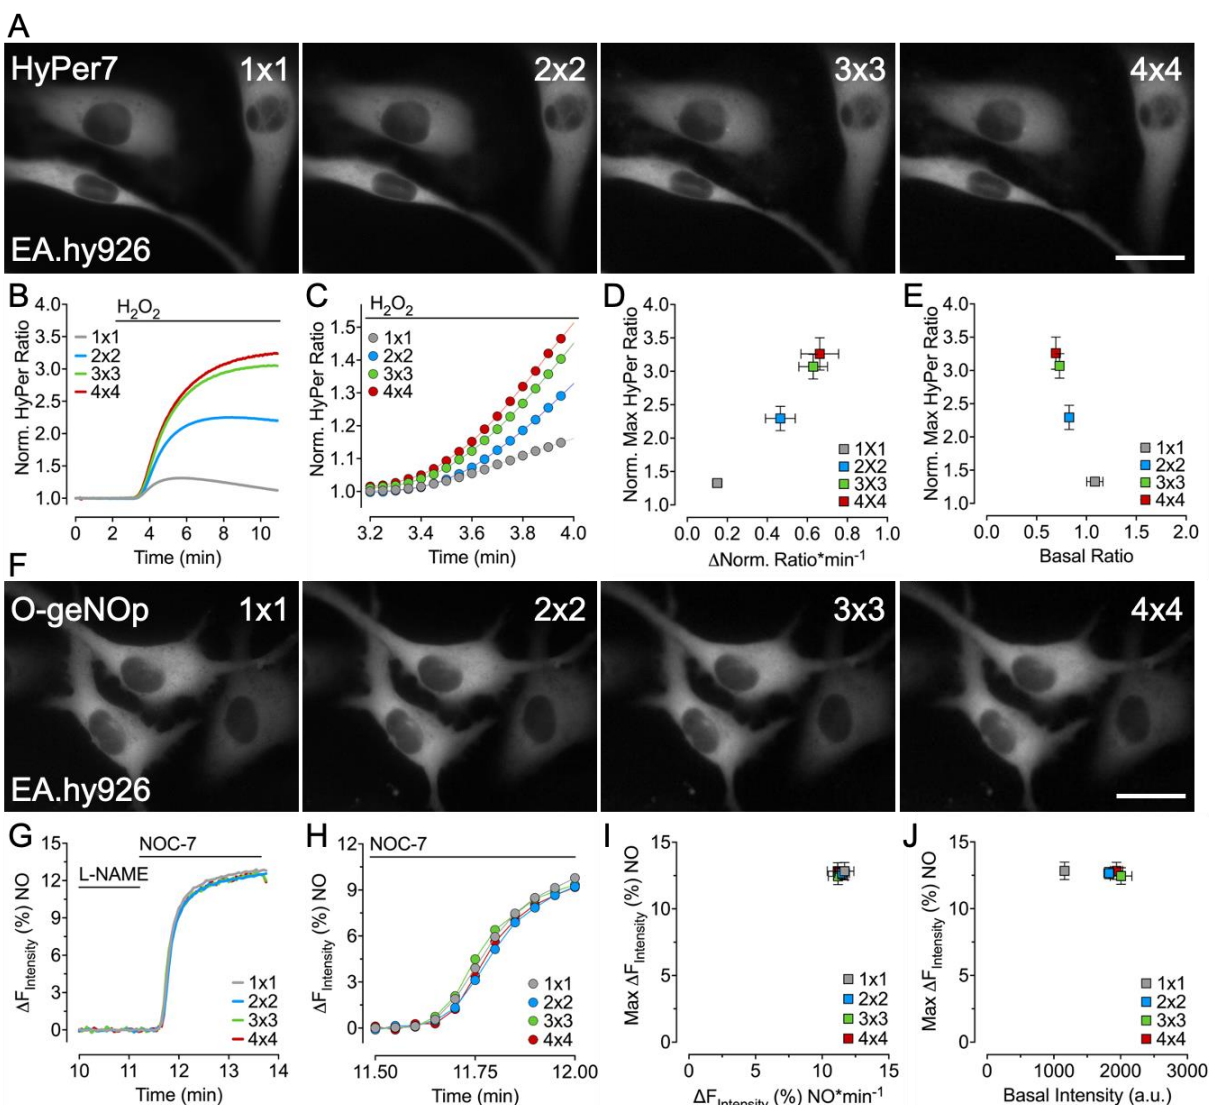 A
HyPer7 1x1 2x2 3x3 4x4
EA.hy926
B C D E
H₂O₂
Norm. HyPer Ratio
4.0
3.5
3.0
2.5
2.0
1.5
1.0
1x1
2x2
3x3
4x4
0 2 4 6 8 10
Time (min)
H₂O₂
Norm. HyPer Ratio
1.5
1.4
1.3
1.2
1.1
1.0
1x1
2x2
3x3
4x4
3.2 3.4 3.6 3.8 4.0
Time (min)
Norm. Max HyPer Ratio
4.0
3.5
3.0
2.5
2.0
1.5
1.0
1X1
2X2
3X3
4X4
0.0 0.2 0.4 0.6 0.8 1.0
ΔNorm. Ratio*min⁻¹
Norm. Max HyPer Ratio
4.0
3.5
3.0
2.5
2.0
1.5
1.0
1x1
2x2
3x3
4x4
0.0 0.5 1.0 1.5 2.0
Basal Ratio
F
O-geNOp 1x1 2x2 3x3 4x4
EA.hy926
G H I J
NOC-7
L-NAME
ΔF_Intensity (%) NO
15
12
9
6
3
0
1x1
2x2
3x3
4x4
10 11 12 13 14
Time (min)
NOC-7
ΔF_Intensity (%) NO
12
9
6
3
0
1x1
2x2
3x3
4x4
11.50 11.75 12.00
Time (min)
Max ΔF_Intensity (%) NO
15
10
5
0
1x1
2x2
3x3
4x4
0 5 10 15
ΔF_Intensity (%) NO*min⁻¹
Max ΔF_Intensity (%) NO
15
10
5
0
1x1
2x2
3x3
4x4
0 1000 2000 3000
Basal Intensity (a.u.)